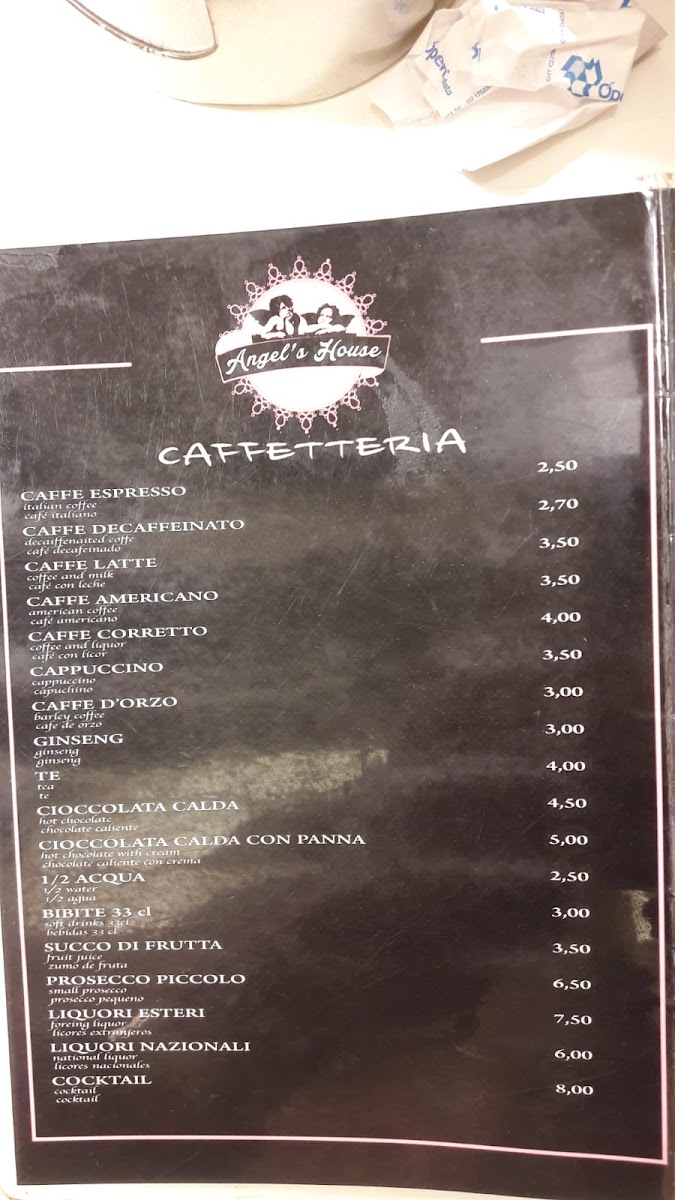 Óperi
data
Angel's House
CAFFETTERIA
CAFFE ESPRESSO 2,50
italian coffee
café italiano
CAFFE DECAFFEINATO 2,70
decaiffenaited coffe
café decafeinado
CAFFE LATTE 3,50
coffee and milk
café con leche
CAFFE AMERICANO 3,50
american coffee
café americano
CAFFE CORRETTO 4,00
coffee and liquor
café con licor
CAPPUCCINO 3,50
cappuccino
capuchino
CAFFE D'ORZO 3,00
barley coffee
cafe de orzo
GINSENG 3,00
ginseng
ginseng
TE 4,00
tea
te
CIOCCOLATA CALDA 4,50
hot chocolate
chocolate caliente
CIOCCOLATA CALDA CON PANNA 5,00
hot chocolate with cream
chocolate caliente con crema
1/2 ACQUA 2,50
1/2 water
1/2 agua
BIBITE 33 cl 3,00
soft drinks 33cl
bebidas 33 cl
SUCCO DI FRUTTA 3,50
fruit juice
zumo de fruta
PROSECCO PICCOLO 6,50
small prosecco
prosecco pequeno
LIQUORI ESTERI 7,50
foreing liquor
licores extranjeros
LIQUORI NAZIONALI 6,00
national liquor
licores nacionales
COCKTAIL 8,00
cocktail
cocktail